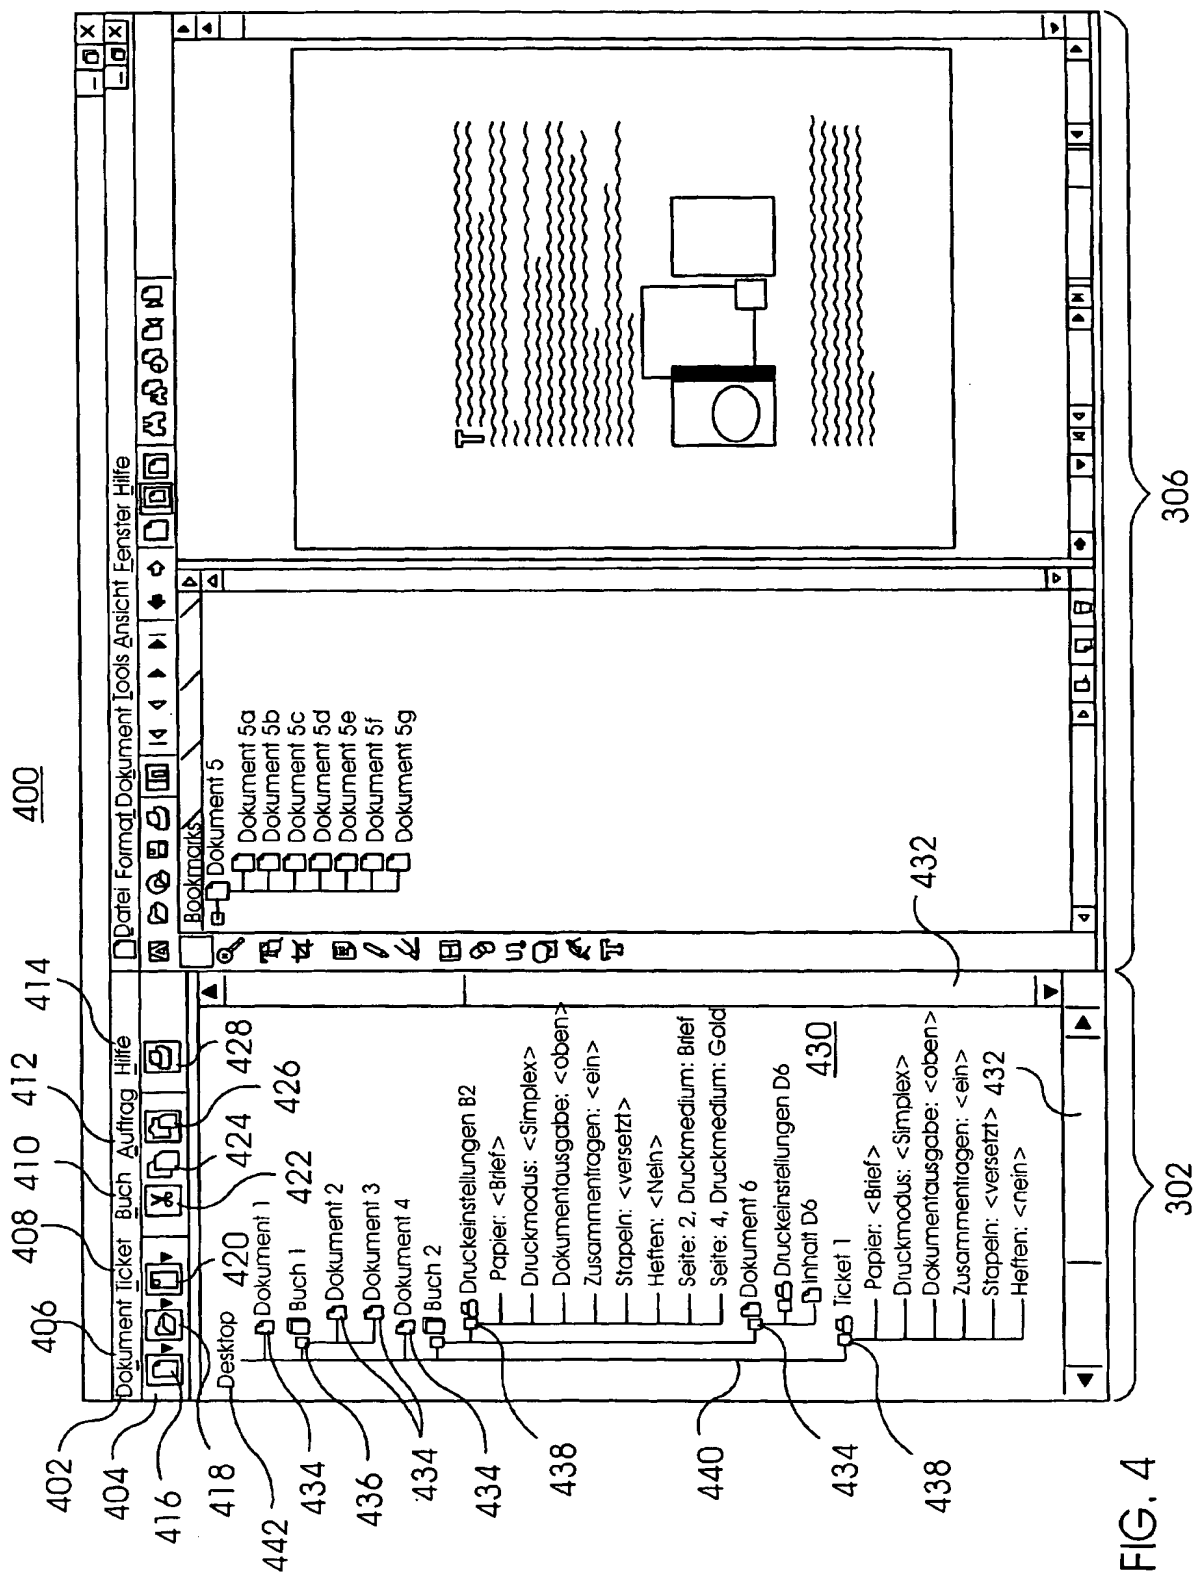 400
402
404
406
408
410
412
414
Dokument Ticket Buch Auftrag Hilfe
Datei Format Dokument Tools Ansicht Fenster Hilfe
416
418
420
422
424
426
428
442
Desktop
434
Dokument 1
436
Buch 1
434
Dokument 2
Dokument 3
434
Dokument 4
Buch 2
438
Druckeinstellungen B2
Papier: <Brief>
Druckmodus: <Simplex>
Dokumentausgabe: <oben>
Zusammentragen: <ein>
Stapeln: <versetzt>
Heften: <Nein>
Seite: 2, Druckmedium: Brief
Seite: 4, Druckmedium: Gold
440
434
Dokument 6
Druckeinstellungen D6
Inhalt D6
430
438
Ticket 1
Papier: <Brief>
Druckmodus: <Simplex>
Dokumentausgabe: <oben>
Zusammentragen: <ein>
Stapeln: <versetzt>
Heften: <nein>
432
432
Bookmarks
Dokument 5
Dokument 5a
Dokument 5b
Dokument 5c
Dokument 5d
Dokument 5e
Dokument 5f
Dokument 5g
T
302
306
FIG. 4